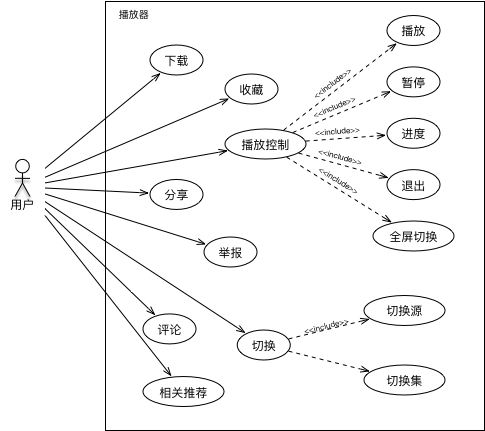 播放器
播放
下载
<<include>>
暂停
收藏
<<include>>
播放控制
<<include>>
进度
<<include>>
退出
<<include>>
分享
用户
全屏切换
举报
切换源
评论
<<include>>
切换
切换集
相关推荐